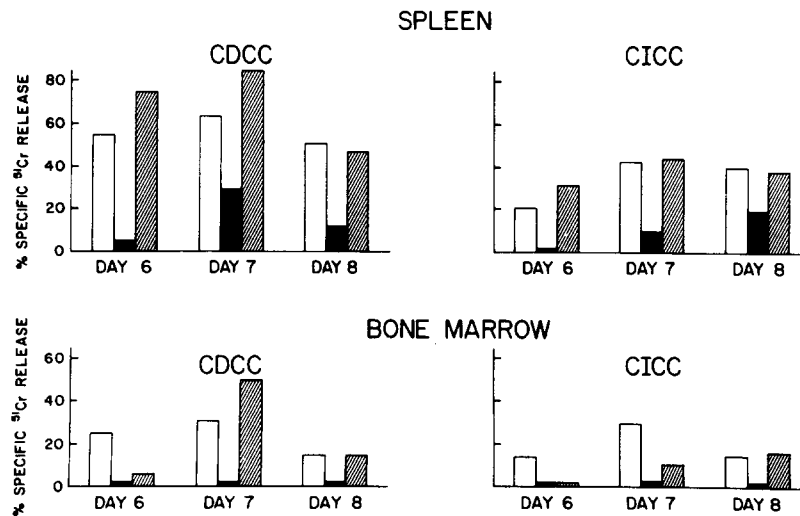 SPLEEN
CDCC
CICC
% SPECIFIC ⁵¹Cr RELEASE
80
60
40
20
0
DAY 6 DAY 7 DAY 8
DAY 6 DAY 7 DAY 8
BONE MARROW
CDCC
CICC
% SPECIFIC ⁵¹Cr RELEASE
60
40
20
0
DAY 6 DAY 7 DAY 8
DAY 6 DAY 7 DAY 8